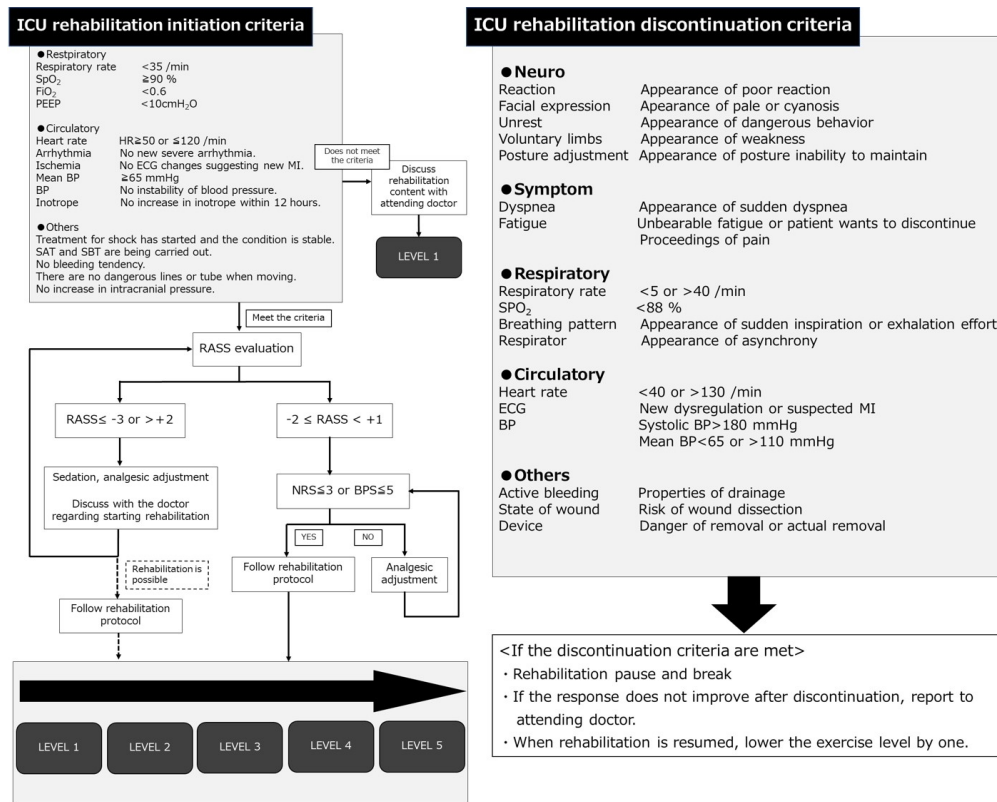 ICU rehabilitation initiation criteria
●Restpiratory
Respiratory rate <35 /min
SpO₂ ≧90 %
FiO₂ <0.6
PEEP <10cmH₂O
●Circulatory
Heart rate HR≧50 or ≦120 /min
Arrhythmia No new severe arrhythmia.
Ischemia No ECG changes suggesting new MI.
Mean BP ≧65 mmHg
BP No instability of blood pressure.
Inotrope No increase in inotrope within 12 hours.
●Others
Treatment for shock has started and the condition is stable.
SAT and SBT are being carried out.
No bleeding tendency.
There are no dangerous lines or tube when moving.
No increase in intracranial pressure.
Does not meet
the criteria
Discuss
rehabilitation
content with
attending doctor
LEVEL 1
Meet the criteria
RASS evaluation
RASS≦ -3 or >+2
-2 ≦ RASS < +1
Sedation, analgesic adjustment
Discuss with the doctor
regarding starting rehabilitation
NRS≦3 or BPS≦5
YES
NO
Rehabilitation is
possible
Follow rehabilitation
protocol
Analgesic
adjustment
Follow rehabilitation
protocol
LEVEL 1
LEVEL 2
LEVEL 3
LEVEL 4
LEVEL 5
ICU rehabilitation discontinuation criteria
●Neuro
Reaction Appearance of poor reaction
Facial expression Apearance of pale or cyanosis
Unrest Appearance of dangerous behavior
Voluntary limbs Appearance of weakness
Posture adjustment Appearance of posture inability to maintain
●Symptom
Dyspnea Appearance of sudden dyspnea
Fatigue Unbearable fatigue or patient wants to discontinue
Proceedings of pain
●Respiratory
Respiratory rate <5 or >40 /min
SPO₂ <88 %
Breathing pattern Appearance of sudden inspiration or exhalation effort
Respirator Appearance of asynchrony
●Circulatory
Heart rate <40 or >130 /min
ECG New dysregulation or suspected MI
BP Systolic BP>180 mmHg
Mean BP<65 or >110 mmHg
●Others
Active bleeding Properties of drainage
State of wound Risk of wound dissection
Device Danger of removal or actual removal
<If the discontinuation criteria are met>
・Rehabilitation pause and break
・If the response does not improve after discontinuation, report to
attending doctor.
・When rehabilitation is resumed, lower the exercise level by one.